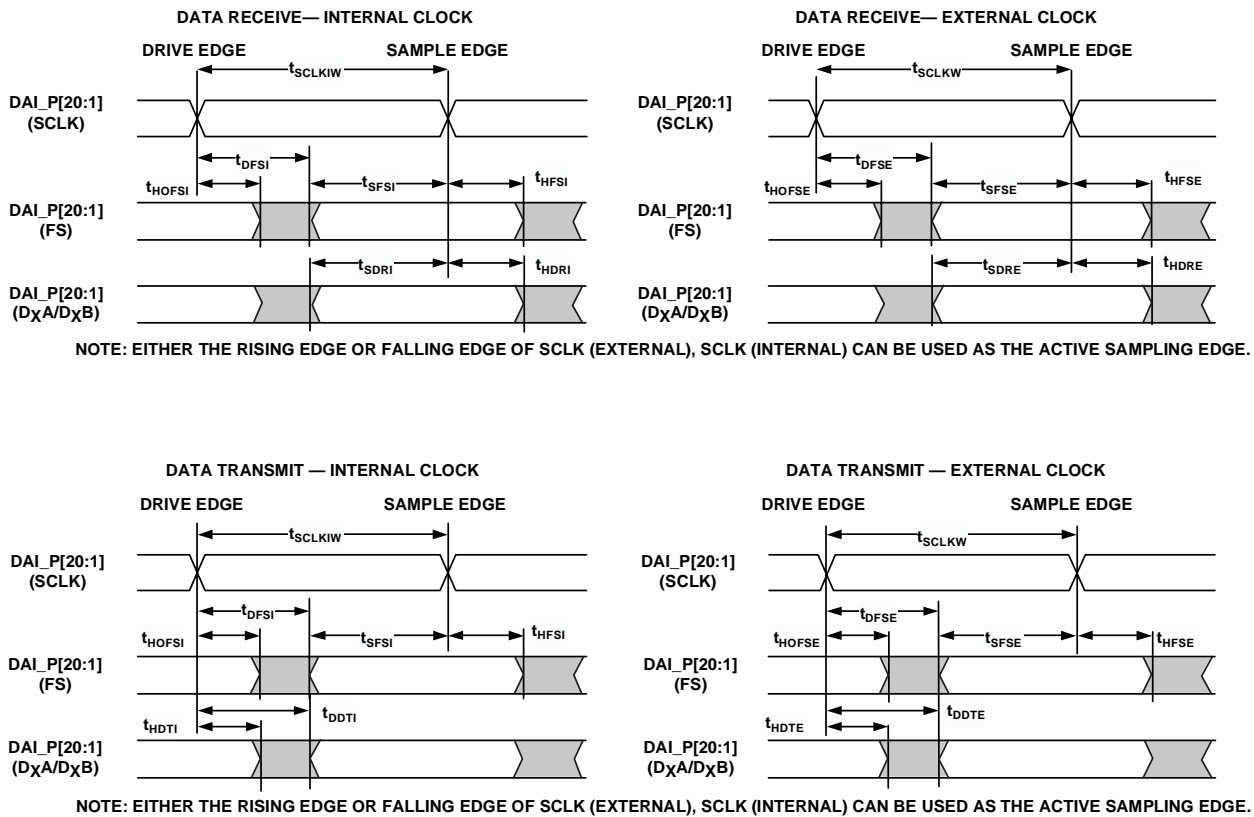 DATA RECEIVE— INTERNAL CLOCK
DRIVE EDGE SAMPLE EDGE
tSCLKIW
DAI_P[20:1]
(SCLK)
tDFSI
tHOFSI tSFSI tHFSI
DAI_P[20:1]
(FS)
tSDRI tHDRI
DAI_P[20:1]
(DXA/DXB)
DATA RECEIVE— EXTERNAL CLOCK
DRIVE EDGE SAMPLE EDGE
tSCLKW
DAI_P[20:1]
(SCLK)
tDFSE
tHOFSE tSFSE tHFSE
DAI_P[20:1]
(FS)
tSDRE tHDRE
DAI_P[20:1]
(DXA/DXB)
NOTE: EITHER THE RISING EDGE OR FALLING EDGE OF SCLK (EXTERNAL), SCLK (INTERNAL) CAN BE USED AS THE ACTIVE SAMPLING EDGE.
DATA TRANSMIT — INTERNAL CLOCK
DRIVE EDGE SAMPLE EDGE
tSCLKIW
DAI_P[20:1]
(SCLK)
tDFSI
tHOFSI tSFSI tHFSI
DAI_P[20:1]
(FS)
tDDTI
tHDTI
DAI_P[20:1]
(DXA/DXB)
DATA TRANSMIT — EXTERNAL CLOCK
DRIVE EDGE SAMPLE EDGE
tSCLKW
DAI_P[20:1]
(SCLK)
tDFSE
tHOFSE tSFSE tHFSE
DAI_P[20:1]
(FS)
tDDTE
tHDTE
DAI_P[20:1]
(DXA/DXB)
NOTE: EITHER THE RISING EDGE OR FALLING EDGE OF SCLK (EXTERNAL), SCLK (INTERNAL) CAN BE USED AS THE ACTIVE SAMPLING EDGE.